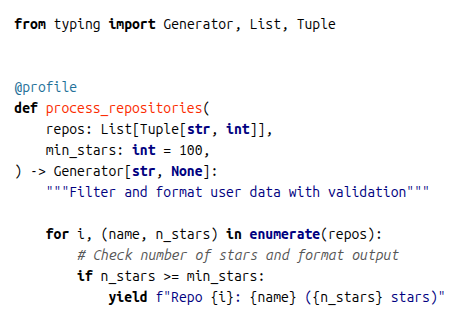 from typing import Generator, List, Tuple
@profile
def process_repositories(
    repos: List[Tuple[str, int]],
    min_stars: int = 100,
) -> Generator[str, None]:
    """Filter and format user data with validation"""
    for i, (name, n_stars) in enumerate(repos):
        # Check number of stars and format output
        if n_stars >= min_stars:
            yield f"Repo {i}: {name} ({n_stars} stars)"